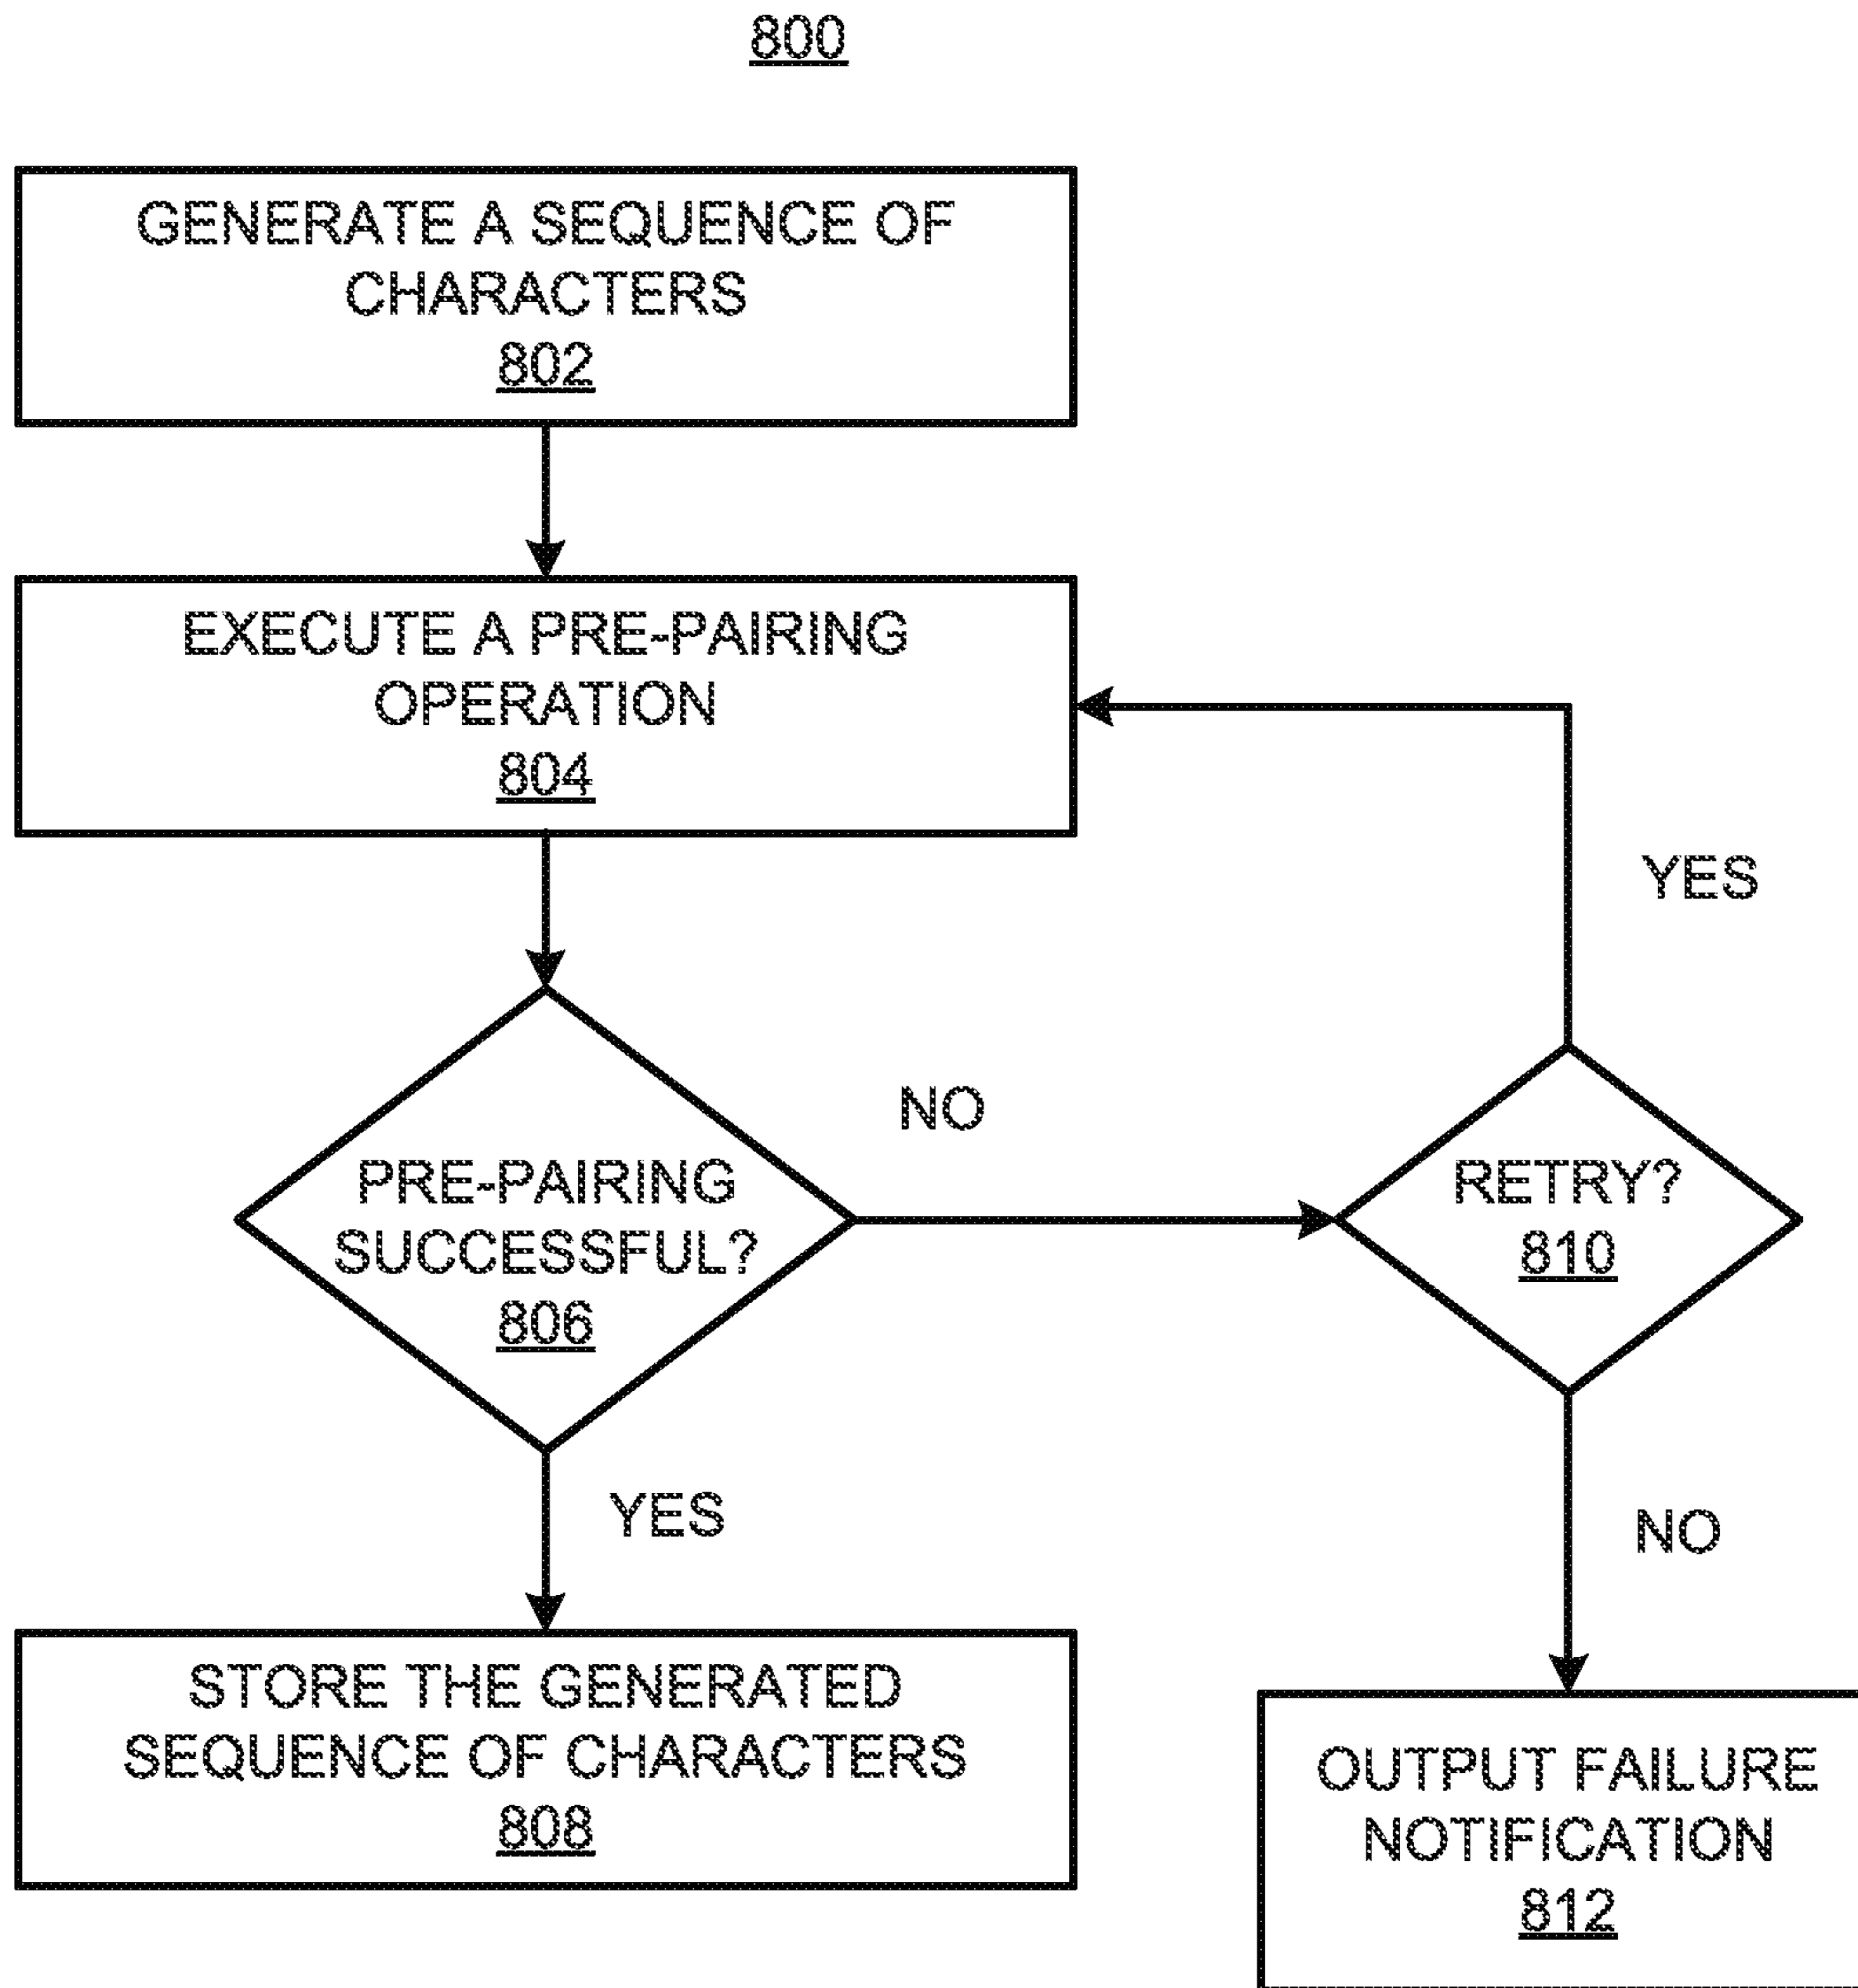 800
GENERATE A SEQUENCE OF
CHARACTERS
802
EXECUTE A PRE-PAIRING
OPERATION
804
YES
NO
PRE-PAIRING
SUCCESSFUL?
806
RETRY?
810
YES
NO
STORE THE GENERATED
SEQUENCE OF CHARACTERS
808
OUTPUT FAILURE
NOTIFICATION
812